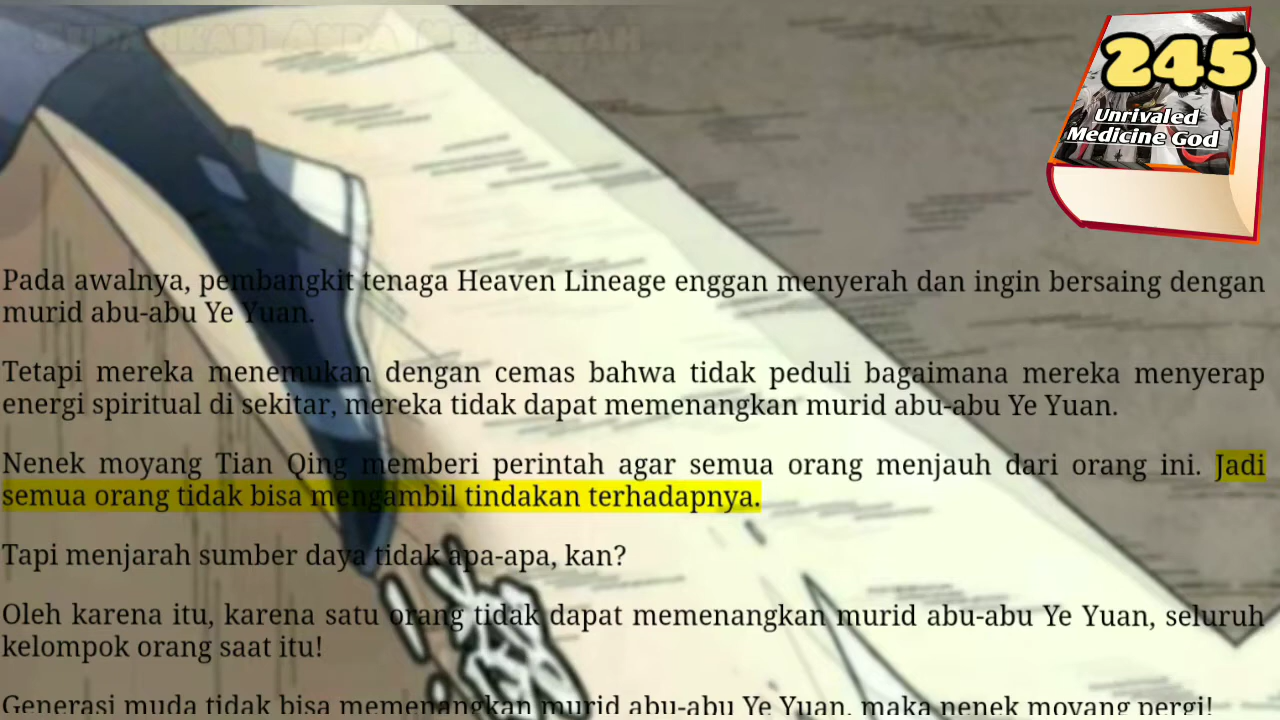 SUDAHKAH ANDA MENYERAH
245
Unrivaled
Medicine God
Pada awalnya, pembangkit tenaga Heaven Lineage enggan menyerah dan ingin bersaing dengan
murid abu-abu Ye Yuan.
Tetapi mereka menemukan dengan cemas bahwa tidak peduli bagaimana mereka menyerap
energi spiritual di sekitar, mereka tidak dapat memenangkan murid abu-abu Ye Yuan.
Nenek moyang Tian Qing memberi perintah agar semua orang menjauh dari orang ini. Jadi
semua orang tidak bisa mengambil tindakan terhadapnya.
Tapi menjarah sumber daya tidak apa-apa, kan?
Oleh karena itu, karena satu orang tidak dapat memenangkan murid abu-abu Ye Yuan, seluruh
kelompok orang saat itu!
Generasi muda tidak bisa memenangkan murid abu-abu Ye Yuan, maka nenek moyang pergi!